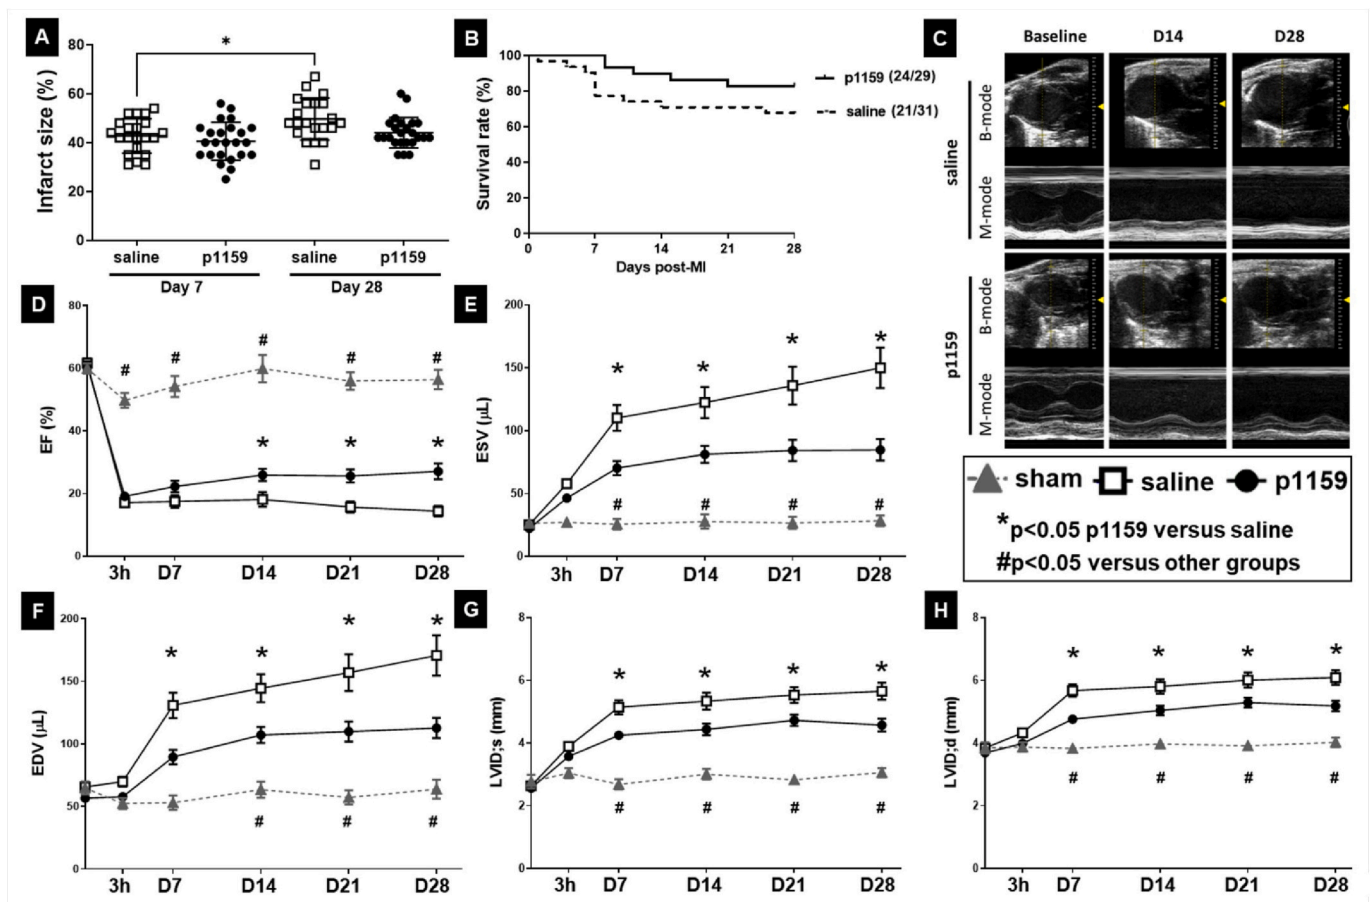 A
Infarct size (%)
80
60
40
20
0
*
saline
p1159
saline
p1159
Day 7
Day 28
B
Survival rate (%)
100
80
60
40
20
0
0
7
14
21
28
Days post-MI
p1159 (24/29)
saline (21/31)
C
Baseline
D14
D28
saline
B-mode
M-mode
p1159
B-mode
M-mode
sham
saline
p1159
*p<0.05 p1159 versus saline
#p<0.05 versus other groups
D
EF (%)
80
60
40
20
0
# # # # #
* * *
3h
D7
D14
D21
D28
E
ESV (μL)
200
150
100
50
0
* * * *
# # # #
3h
D7
D14
D21
D28
F
EDV (μL)
200
150
100
50
0
* * * *
# # #
3h
D7
D14
D21
D28
G
LVID;s (mm)
8
6
4
2
0
* * * *
# # # #
3h
D7
D14
D21
D28
H
LVID;d (mm)
8
6
4
2
0
* * * *
# # # #
3h
D7
D14
D21
D28